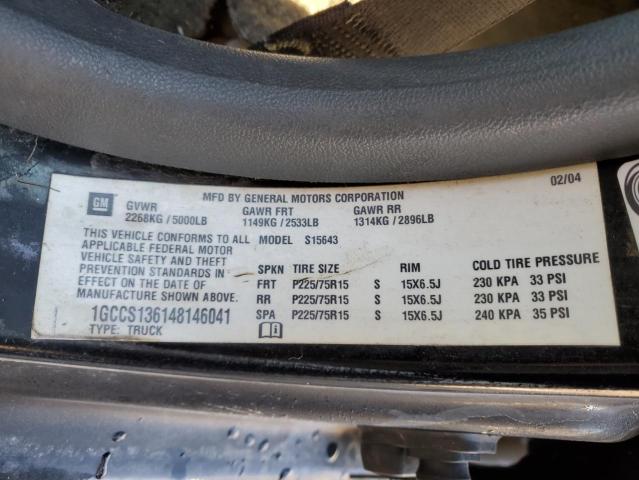 MFD BY GENERAL MOTORS CORPORATION 02/04
GM GVWR GAWR FRT GAWR RR
2268KG / 5000LB 1149KG / 2533LB 1314KG / 2896LB
THIS VEHICLE CONFORMS TO ALL MODEL S15643
APPLICABLE FEDERAL MOTOR
VEHICLE SAFETY AND THEFT
PREVENTION STANDARDS IN
EFFECT ON THE DATE OF
MANUFACTURE SHOWN ABOVE.
1GCCS136148146041
TYPE: TRUCK
SPKN TIRE SIZE RIM COLD TIRE PRESSURE
FRT P225/75R15 S 15X6.5J 230 KPA 33 PSI
RR P225/75R15 S 15X6.5J 230 KPA 33 PSI
SPA P225/75R15 S 15X6.5J 240 KPA 35 PSI